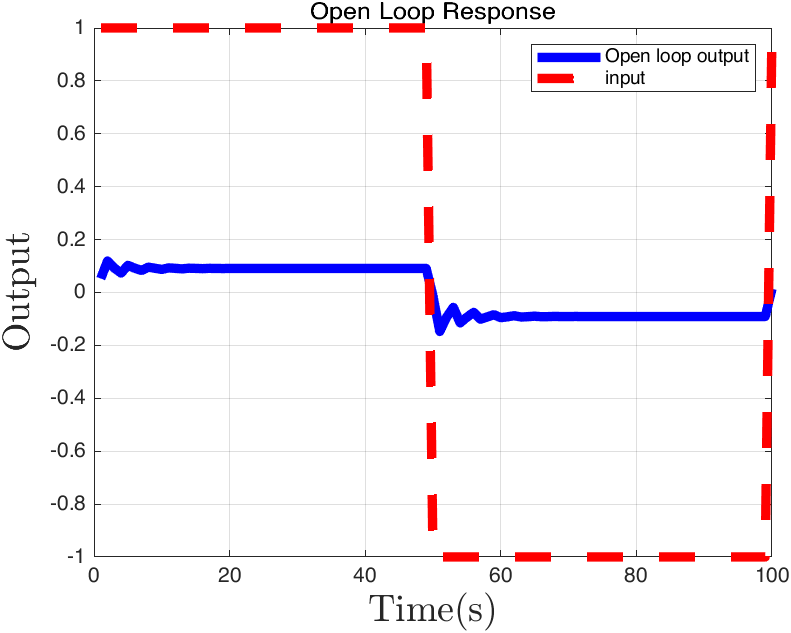 Open Loop Response
Open loop output
input
1
0.8
0.6
0.4
0.2
0
-0.2
-0.4
-0.6
-0.8
-1
Output
0 20 40 60 80 100
Time(s)